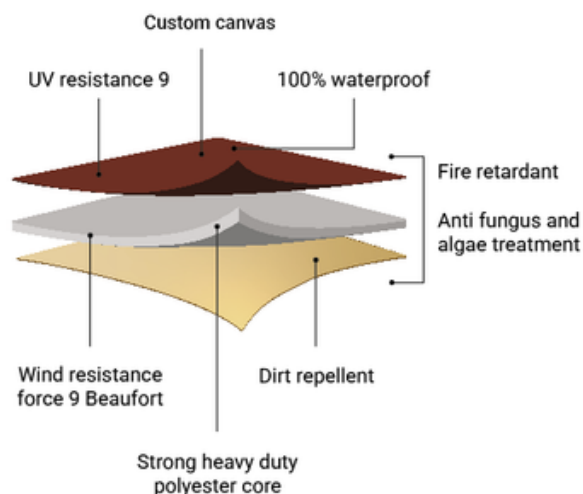 Custom canvas
UV resistance 9
100% waterproof
Fire retardant
Anti fungus and
algae treatment
Wind resistance
force 9 Beaufort
Dirt repellent
Strong heavy duty
polyester core